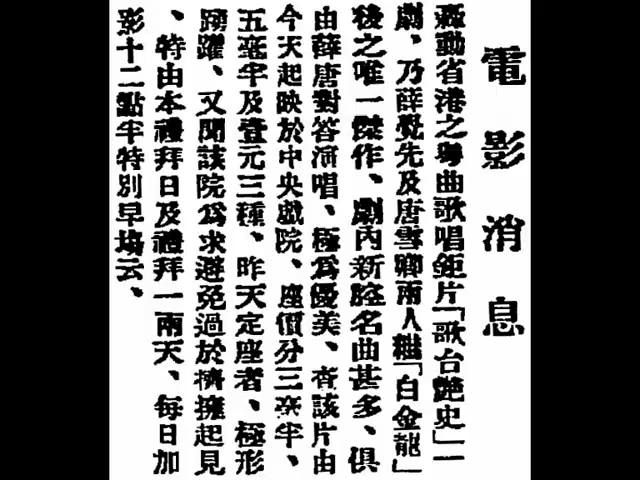 電影消息
轟動省港之粵曲歌唱鉅片「歌台艷史」一
劇、乃薛覺先及唐雪卿兩人繼「白金龍」
後之唯一傑作、劇內新腔名曲甚多、俱
由薛唐對答演唱、極爲優美、查該片由
今天起映於中央戲院、座價分三毫半、
五毫半及壹元三種、昨天定座者、極形
踴躍、又聞該院爲求避免過於擠擁起見
、特由本禮拜日及禮拜一兩天、每日加
影十二點半特別早場云、